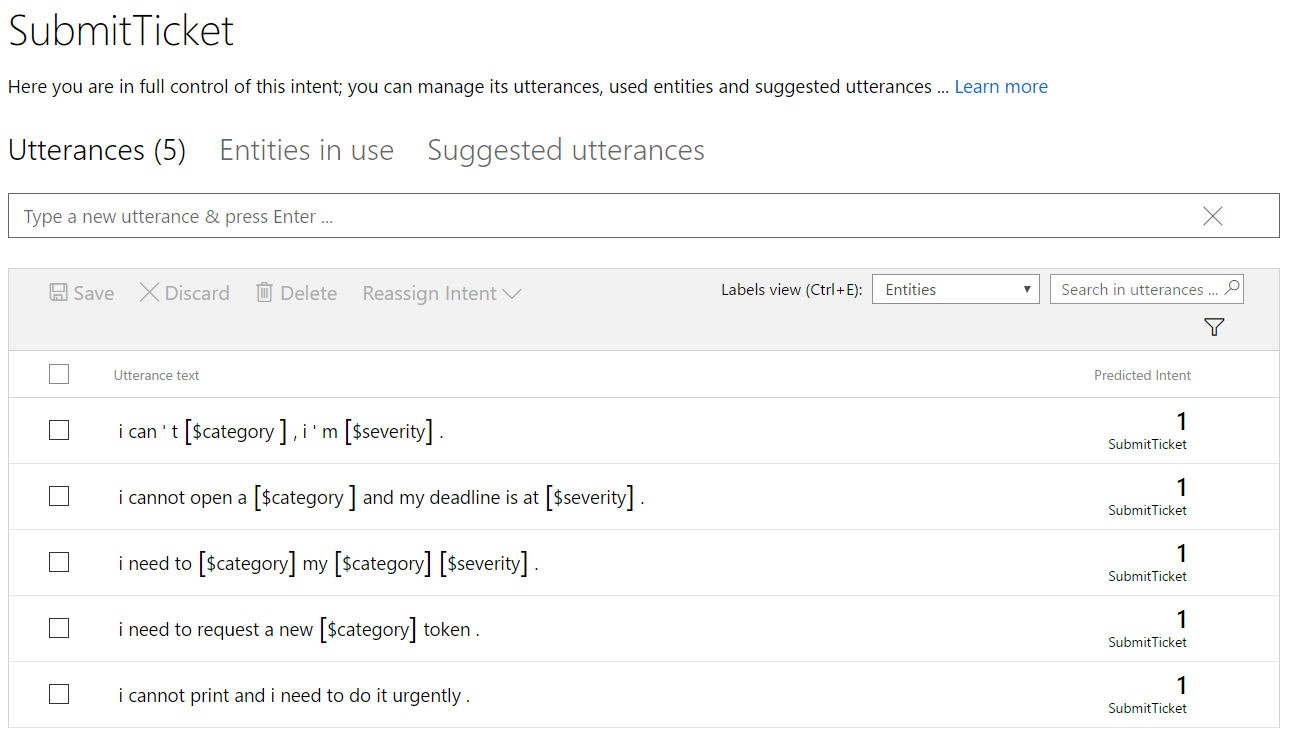 SubmitTicket
Here you are in full control of this intent; you can manage its utterances, used entities and suggested utterances ... Learn more
Utterances (5) Entities in use Suggested utterances
Type a new utterance & press Enter ...
Save Discard Delete Reassign Intent Labels view (Ctrl+E): Entities Search in utterances ...
Utterance text Predicted Intent
i can ' t [$category ] , i ' m [$severity] . 1
SubmitTicket
i cannot open a [$category ] and my deadline is at [$severity] . 1
SubmitTicket
i need to [$category] my [$category] [$severity] . 1
SubmitTicket
i need to request a new [$category] token . 1
SubmitTicket
i cannot print and i need to do it urgently . 1
SubmitTicket